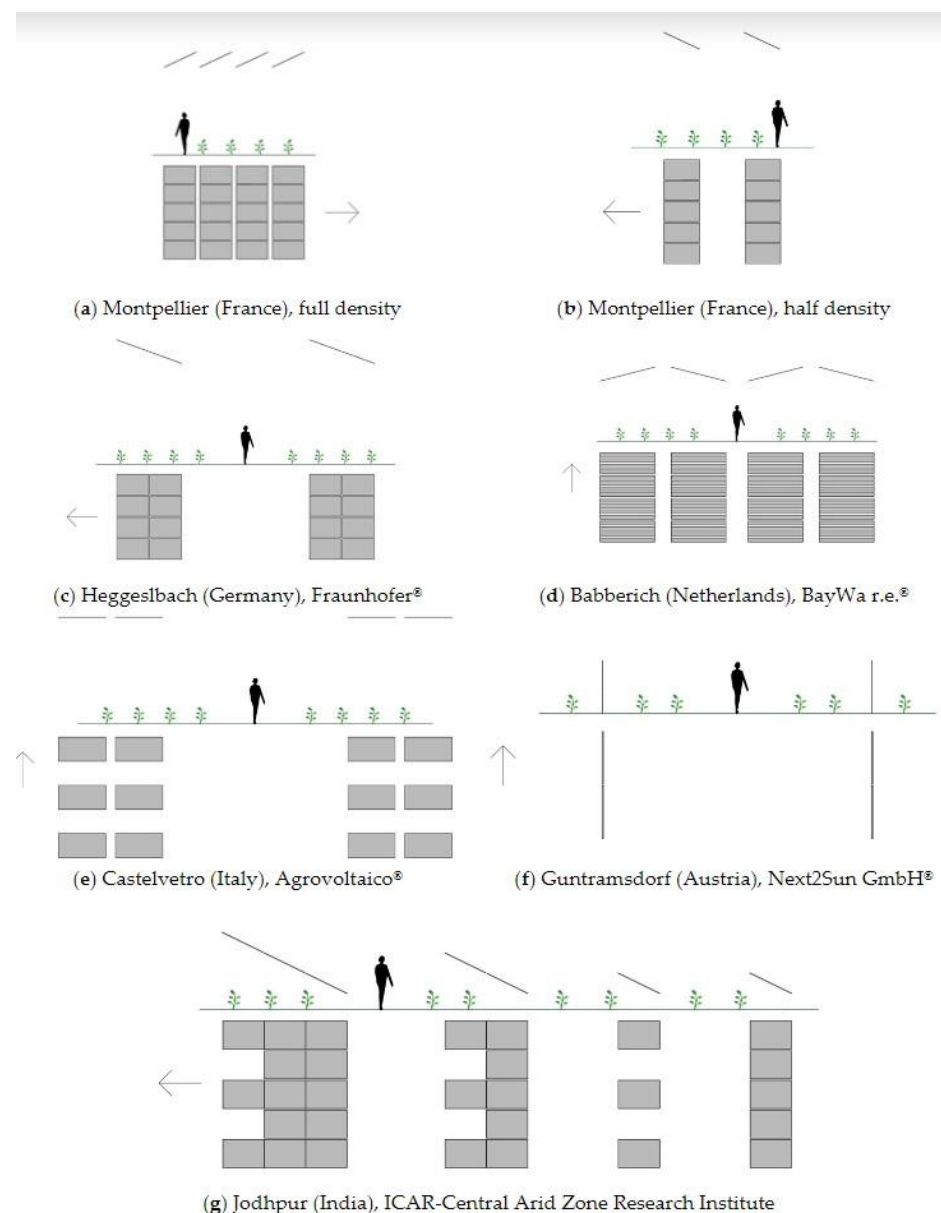 (a) Montpellier (France), full density
(b) Montpellier (France), half density
(c) Heggeslbach (Germany), Fraunhofer®
(d) Babberich (Netherlands), BayWa r.e.®
(e) Castelvetro (Italy), Agrovoltaico®
(f) Guntramsdorf (Austria), Next2Sun GmbH®
(g) Jodhpur (India), ICAR-Central Arid Zone Research Institute